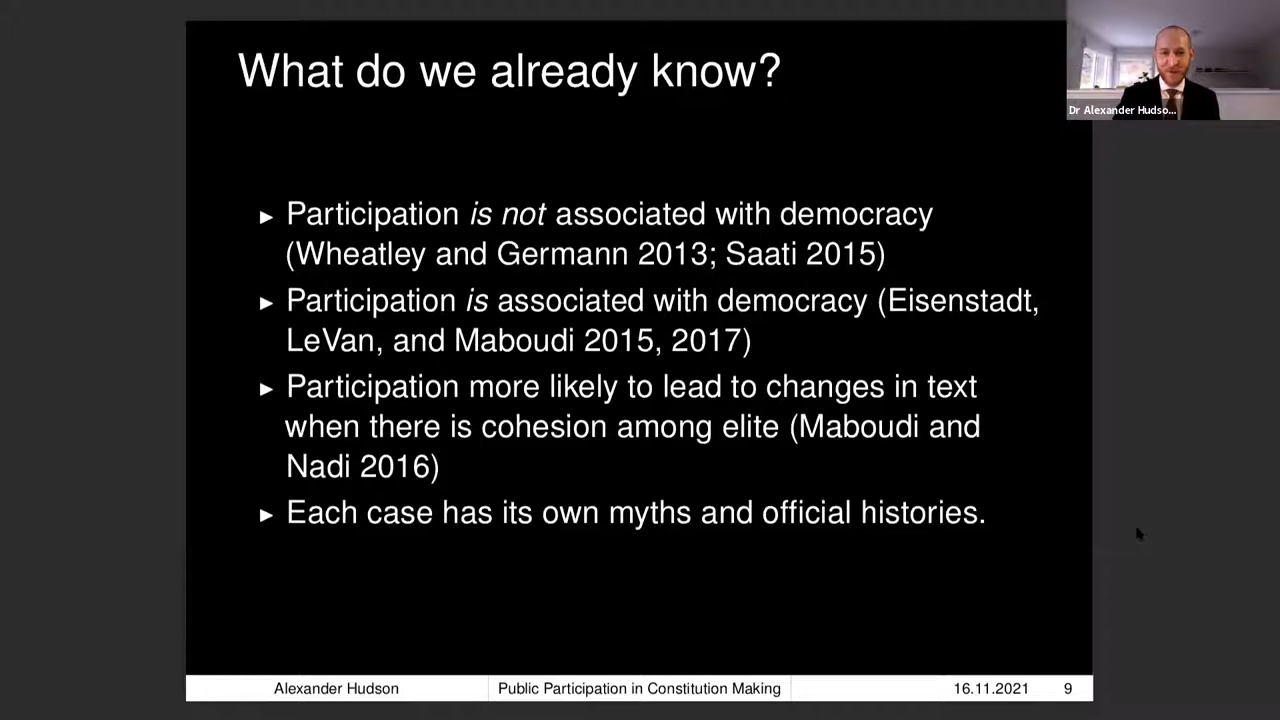 What do we already know?
Dr Alexander Hudso...
► Participation is not associated with democracy
(Wheatley and Germann 2013; Saati 2015)
► Participation is associated with democracy (Eisenstadt,
LeVan, and Maboudi 2015, 2017)
► Participation more likely to lead to changes in text
when there is cohesion among elite (Maboudi and
Nadi 2016)
► Each case has its own myths and official histories.
Alexander Hudson
Public Participation in Constitution Making
16.11.2021
9